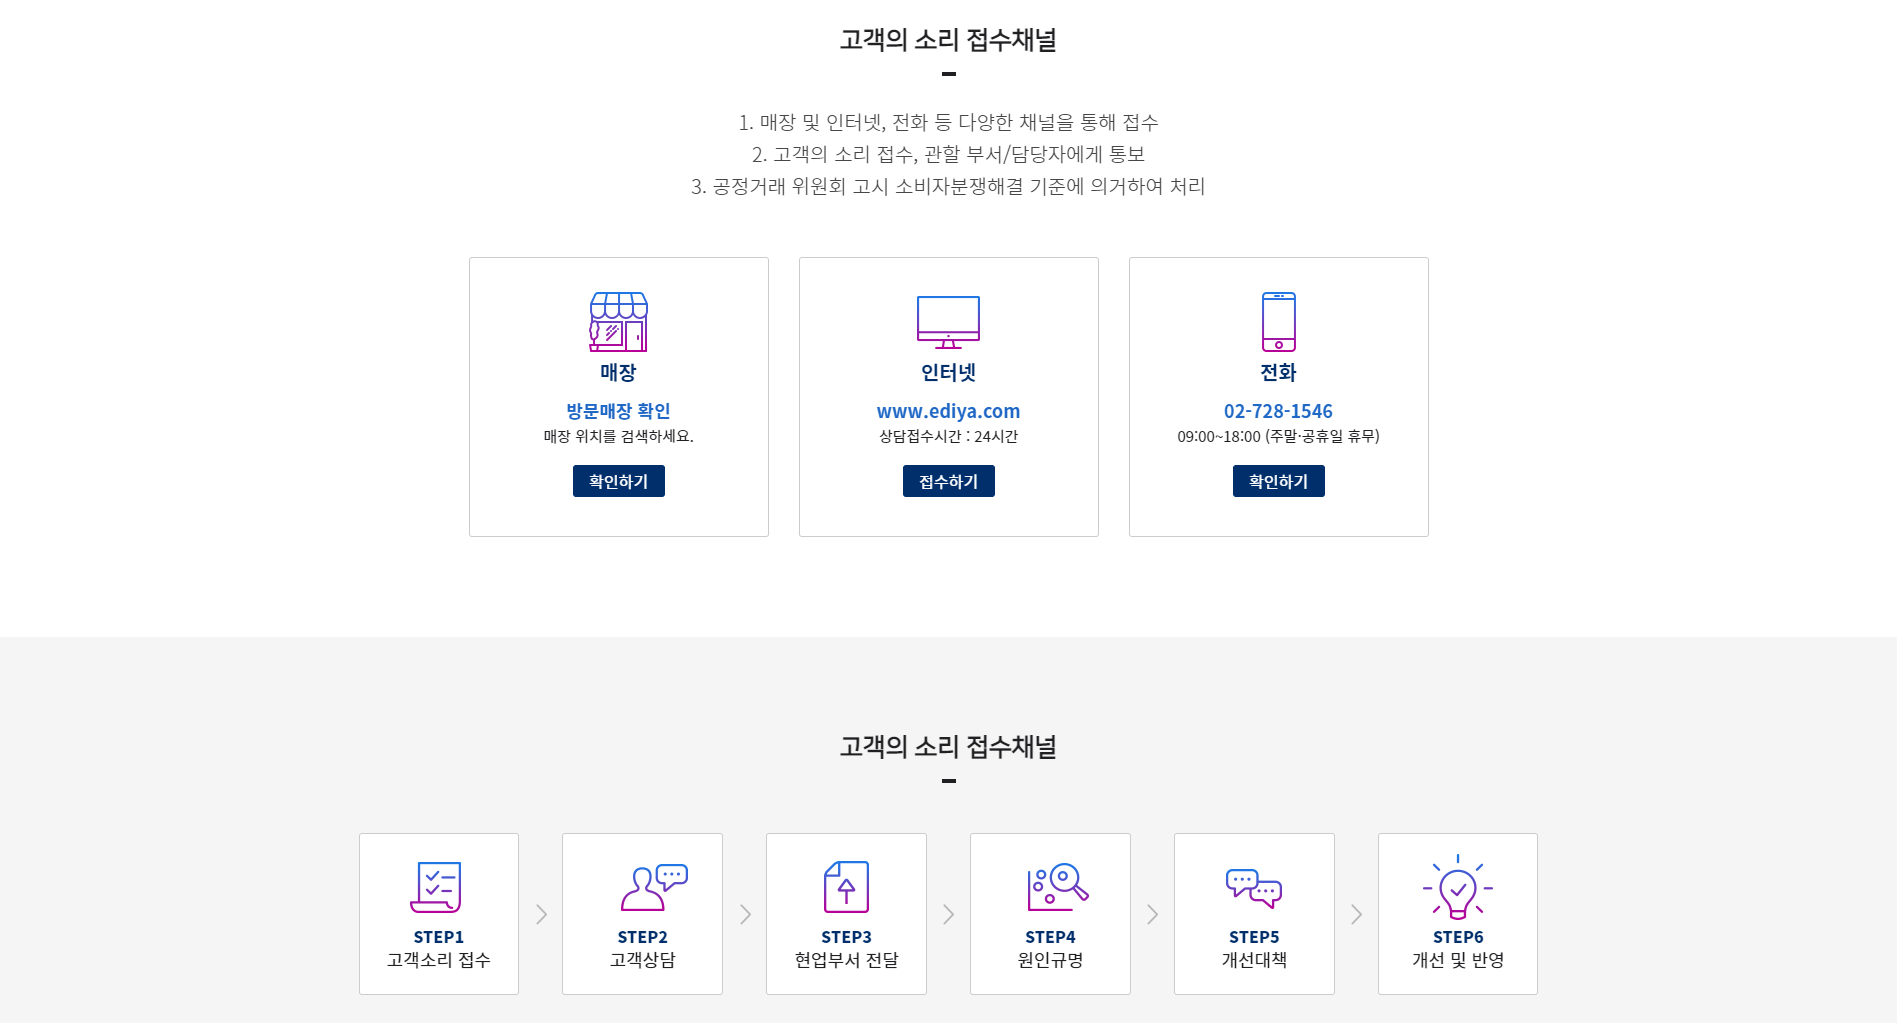 고객의 소리 접수채널
1. 매장 및 인터넷, 전화 등 다양한 채널을 통해 접수
2. 고객의 소리 접수, 관할 부서/담당자에게 통보
3. 공정거래 위원회 고시 소비자분쟁해결 기준에 의거하여 처리
매장
방문매장 확인
매장 위치를 검색하세요.
확인하기
인터넷
www.ediya.com
상담접수시간 : 24시간
접수하기
전화
02-728-1546
09:00~18:00 (주말·공휴일 휴무)
확인하기
고객의 소리 접수채널
STEP1
고객소리 접수
STEP2
고객상담
STEP3
현업부서 전달
STEP4
원인규명
STEP5
개선대책
STEP6
개선 및 반영